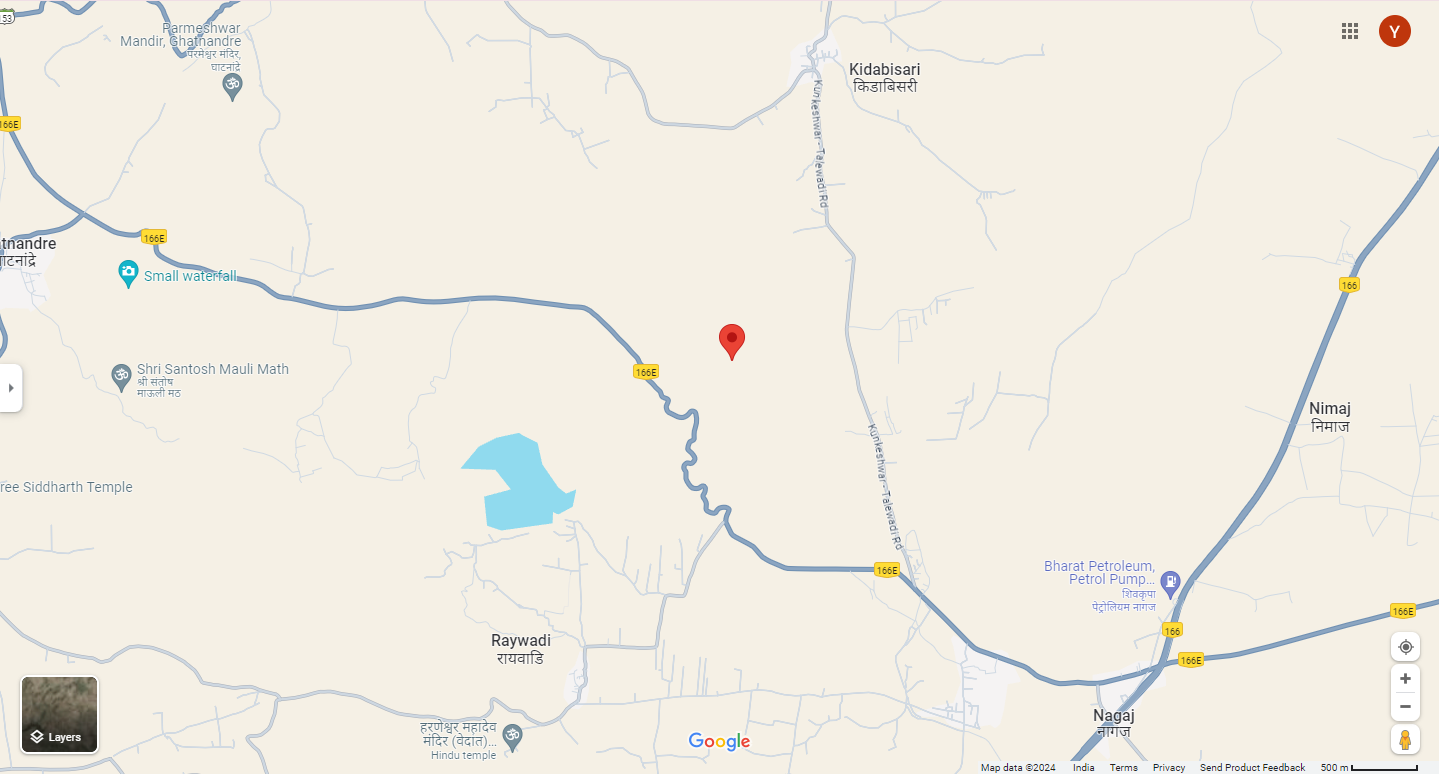 153
Parmeshwar
Mandir, Ghatnandre
परमेश्वर मंदिर,
घाटनांद्रे
Kidabisari
किडाबिसरी
Y
166E
Kunkeshwar - Talewadi Rd
166E
tnandre
ाटनांद्रे
Small waterfall
166
Shri Santosh Mauli Math
श्री संतोष
माऊली मठ
166E
Nimaj
निमाज
Kunkeshwar - Talewadi Rd
ree Siddharth Temple
166E
Bharat Petroleum,
Petrol Pump...
शिवकृपा
पेट्रोलियम नागज
166E
166
Raywadi
रायवाडि
166E
Nagaj
नागज
हरणेश्वर महादेव
मंदिर (वेदात)...
Hindu temple
Layers
Google
Map data ©2024 India Terms Privacy Send Product Feedback 500 m